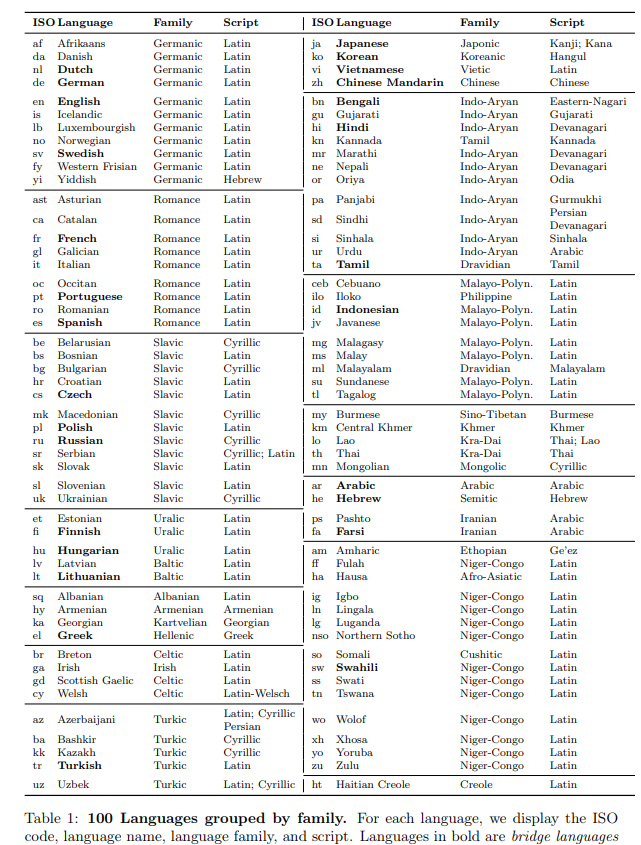 ISO Language Family Script
af Afrikaans Germanic Latin
da Danish Germanic Latin
nl Dutch Germanic Latin
de German Germanic Latin
en English Germanic Latin
is Icelandic Germanic Latin
lb Luxembourgish Germanic Latin
no Norwegian Germanic Latin
sv Swedish Germanic Latin
fy Western Frisian Germanic Latin
yi Yiddish Germanic Hebrew
ast Asturian Romance Latin
ca Catalan Romance Latin
fr French Romance Latin
gl Galician Romance Latin
it Italian Romance Latin
oc Occitan Romance Latin
pt Portuguese Romance Latin
ro Romanian Romance Latin
es Spanish Romance Latin
be Belarusian Slavic Cyrillic
bs Bosnian Slavic Latin
bg Bulgarian Slavic Cyrillic
hr Croatian Slavic Latin
cs Czech Slavic Latin
mk Macedonian Slavic Cyrillic
pl Polish Slavic Latin
ru Russian Slavic Cyrillic
sr Serbian Slavic Cyrillic; Latin
sk Slovak Slavic Latin
sl Slovenian Slavic Latin
uk Ukrainian Slavic Cyrillic
et Estonian Uralic Latin
fi Finnish Uralic Latin
hu Hungarian Uralic Latin
lv Latvian Baltic Latin
lt Lithuanian Baltic Latin
sq Albanian Albanian Latin
hy Armenian Armenian Armenian
ka Georgian Kartvelian Georgian
el Greek Hellenic Greek
br Breton Celtic Latin
ga Irish Irish Latin
gd Scottish Gaelic Celtic Latin
cy Welsh Celtic Latin-Welsch
az Azerbaijani Turkic Latin; Cyrillic
Persian
ba Bashkir Turkic Cyrillic
kk Kazakh Turkic Cyrillic
tr Turkish Turkic Latin
uz Uzbek Turkic Latin; Cyrillic
ISO Language Family Script
ja Japanese Japonic Kanji; Kana
ko Korean Koreanic Hangul
vi Vietnamese Vietic Latin
zh Chinese Mandarin Chinese Chinese
bn Bengali Indo-Aryan Eastern-Nagari
gu Gujarati Indo-Aryan Gujarati
hi Hindi Indo-Aryan Devanagari
kn Kannada Tamil Kannada
mr Marathi Indo-Aryan Devanagari
ne Nepali Indo-Aryan Devanagari
or Oriya Indo-Aryan Odia
pa Panjabi Indo-Aryan Gurmukhi
sd Sindhi Indo-Aryan Persian
Devanagari
si Sinhala Indo-Aryan Sinhala
ur Urdu Indo-Aryan Arabic
ta Tamil Dravidian Tamil
ceb Cebuano Malayo-Polyn. Latin
ilo Iloko Philippine Latin
id Indonesian Malayo-Polyn. Latin
jv Javanese Malayo-Polyn. Latin
mg Malagasy Malayo-Polyn. Latin
ms Malay Malayo-Polyn. Latin
ml Malayalam Dravidian Malayalam
su Sundanese Malayo-Polyn. Latin
tl Tagalog Malayo-Polyn. Latin
my Burmese Sino-Tibetan Burmese
km Central Khmer Khmer Khmer
lo Lao Kra-Dai Thai; Lao
th Thai Kra-Dai Thai
mn Mongolian Mongolic Cyrillic
ar Arabic Arabic Arabic
he Hebrew Semitic Hebrew
ps Pashto Iranian Arabic
fa Farsi Iranian Arabic
am Amharic Ethopian Ge'ez
ff Fulah Niger-Congo Latin
ha Hausa Afro-Asiatic Latin
ig Igbo Niger-Congo Latin
ln Lingala Niger-Congo Latin
lg Luganda Niger-Congo Latin
nso Northern Sotho Niger-Congo Latin
so Somali Cushitic Latin
sw Swahili Niger-Congo Latin
ss Swati Niger-Congo Latin
tn Tswana Niger-Congo Latin
wo Wolof Niger-Congo Latin
xh Xhosa Niger-Congo Latin
yo Yoruba Niger-Congo Latin
zu Zulu Niger-Congo Latin
ht Haitian Creole Creole Latin
Table 1: 100 Languages grouped by family. For each language, we display the ISO
code, language name, language family, and script. Languages in bold are bridge languages